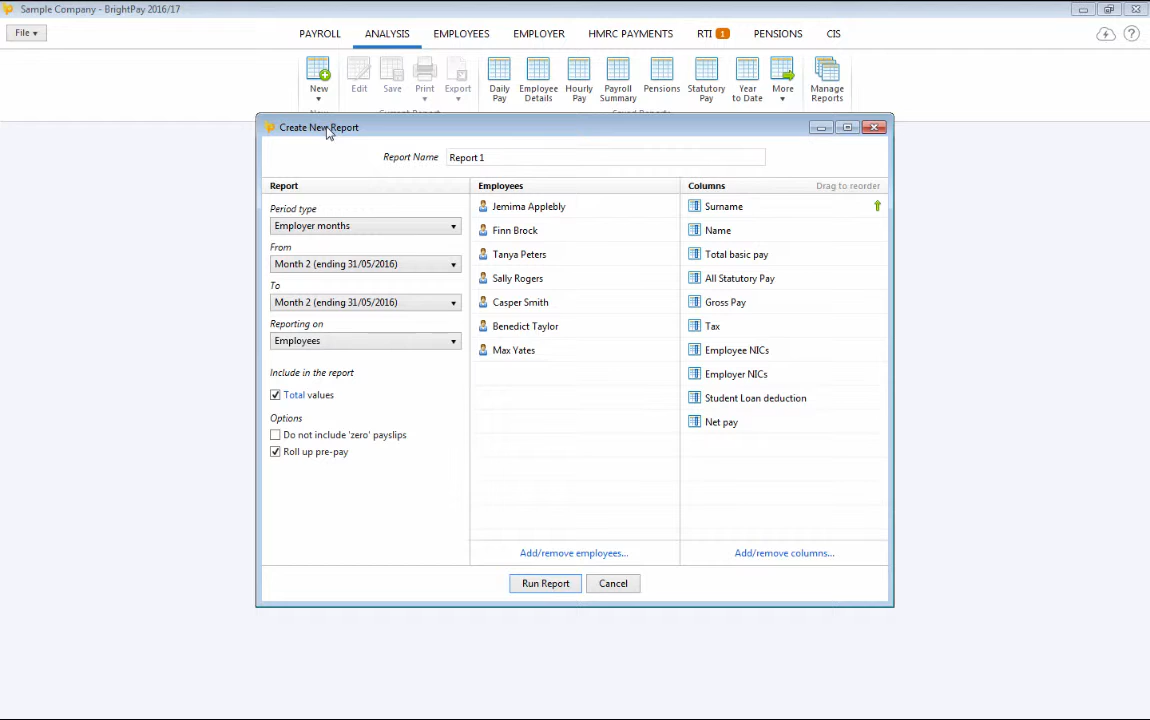 Sample Company - BrightPay 2016/17
File
PAYROLL
ANALYSIS
EMPLOYEES
EMPLOYER
HMRC PAYMENTS
RTI 1
PENSIONS
CIS
New
Edit
Save
Print
Export
Daily Pay
Employee Details
Hourly Pay
Payroll Summary
Pensions
Statutory Pay
Year to Date
More
Manage Reports
Create New Report
Report Name
Report 1
Report
Period type
Employer months
From
Month 2 (ending 31/05/2016)
To
Month 2 (ending 31/05/2016)
Reporting on
Employees
Include in the report
Total values
Options
Do not include 'zero' payslips
Roll up pre-pay
Employees
Jemima Applebly
Finn Brock
Tanya Peters
Sally Rogers
Casper Smith
Benedict Taylor
Max Yates
Add/remove employees...
Columns
Drag to reorder
Surname
Name
Total basic pay
All Statutory Pay
Gross Pay
Tax
Employee NICs
Employer NICs
Student Loan deduction
Net pay
Add/remove columns...
Run Report
Cancel